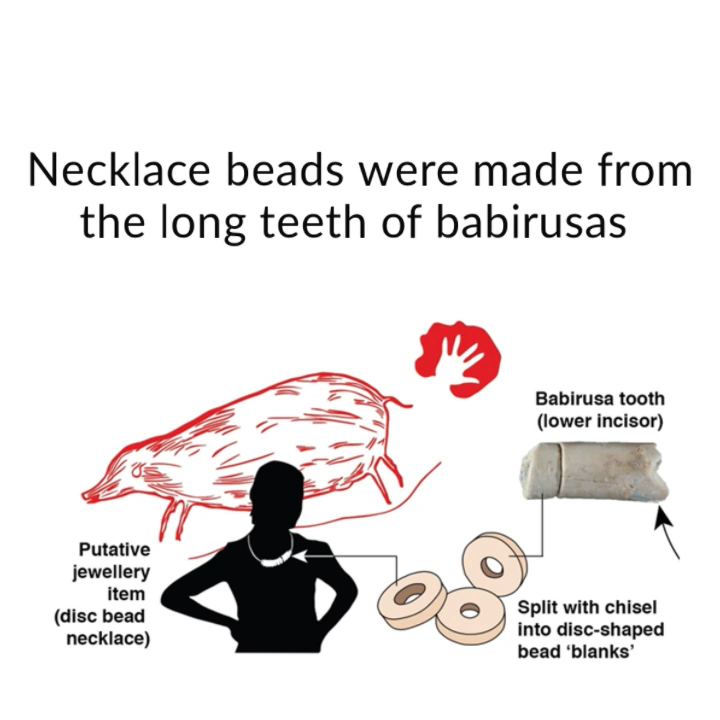 Necklace beads were made from
the long teeth of babirusas
Babirusa tooth
(lower incisor)
Putative
jewellery
item
(disc bead
necklace)
Split with chisel
into disc-shaped
bead ‘blanks’